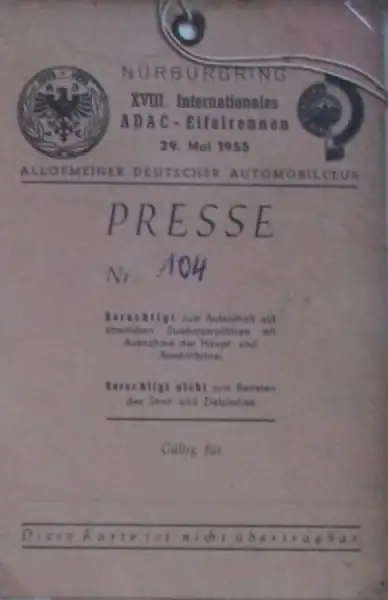 NÜRBURGRING
XVIII. Internationales
ADAC-Eifelrennen
29. Mai 1955
ALLGEMEINER DEUTSCHER AUTOMOBILCLUB
PRESSE
Nr. 104
Berechtigt zum Aufenthalt auf
sämtlichen Zuschauerplätzen mit
Ausnahme der Haupt- und
Berechtigt nicht zum Betreten
des Start- und Zielplatzes.
Gültig für
Diese Karte ist nicht übertragbar